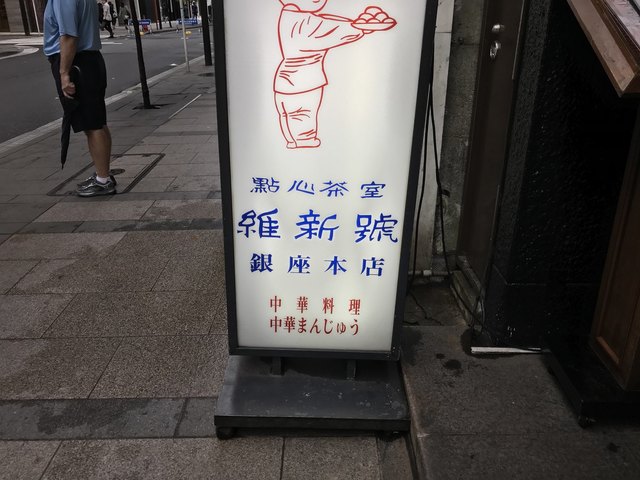 點心茶室
維新號
銀座本店
中華料理
中華まんじゅう